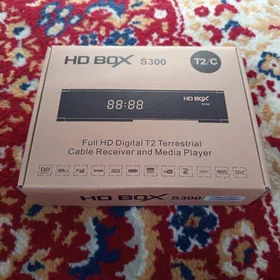 HD BOX S300
T2/C
88:88
HD BOX
S300
Full HD Digital T2 Terrestrial
Cable Receiver and Media Player
HD BOX S300